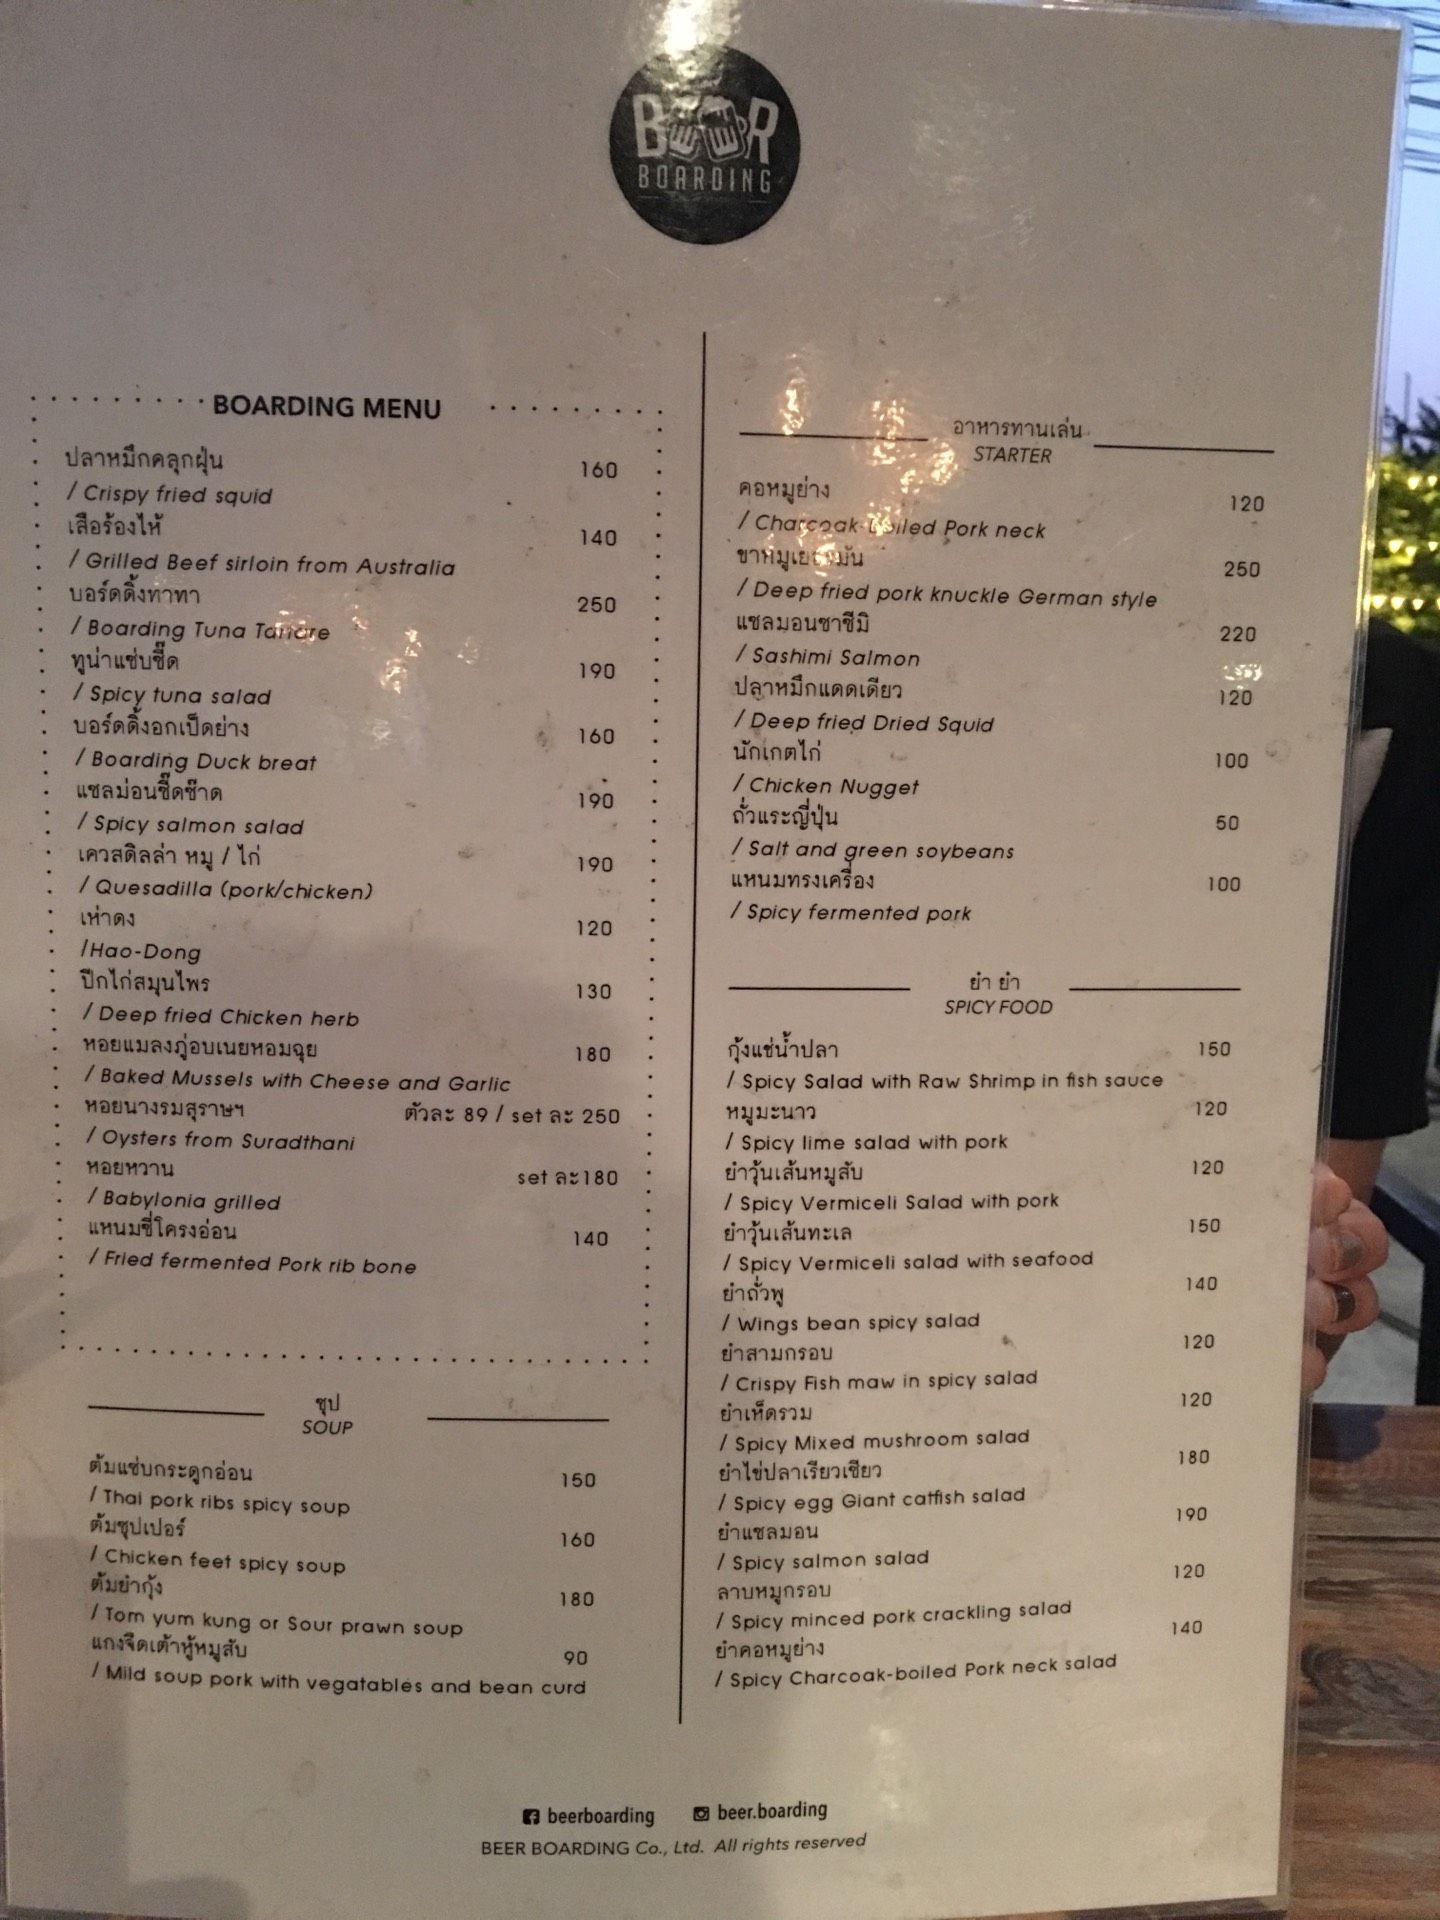 BEER
BOARDING
BOARDING MENU
ปลาหมึกคลุกฝุ่น 160
/ Crispy fried squid
เสือร้องไห้ 140
/ Grilled Beef sirloin from Australia
บอร์ดดิ้งทาทา 250
/ Boarding Tuna Tartare
ทูน่าแซ่บซี๊ด 190
/ Spicy tuna salad
บอร์ดดิ้งอกเป็ดย่าง 160
/ Boarding Duck breat
แซลม่อนซี๊ดซ๊าด 190
/ Spicy salmon salad
เควสดิลล่า หมู / ไก่ 190
/ Quesadilla (pork/chicken)
เห่าดง 120
/Hao-Dong
ปีกไก่สมุนไพร 130
/ Deep fried Chicken herb
หอยแมลงภู่อบเนยหอมฉุย 180
/ Baked Mussels with Cheese and Garlic
หอยนางรมสุราษฯ ตัวละ 89 / set ละ 250
/ Oysters from Suradthani
หอยหวาน set ละ180
/ Babylonia grilled
แหนมซี่โครงอ่อน 140
/ Fried fermented Pork rib bone
ซุป
SOUP
ต้มแซ่บกระดูกอ่อน 150
/ Thai pork ribs spicy soup
ต้มซุปเปอร์ 160
/ Chicken feet spicy soup
ต้มยำกุ้ง 180
/ Tom yum kung or Sour prawn soup
แกงจืดเต้าหู้หมูสับ 90
/ Mild soup pork with vegatables and bean curd
อาหารทานเล่น
STARTER
คอหมูย่าง 120
/ Charcoak-boiled Pork neck
ขาหมูเยอรมัน 250
/ Deep fried pork knuckle German style
แซลมอนซาซีมิ 220
/ Sashimi Salmon
ปลาหมึกแดดเดียว 120
/ Deep fried Dried Squid
นักเกตไก่ 100
/ Chicken Nugget
ถั่วแระญี่ปุ่น 50
/ Salt and green soybeans
แหนมทรงเครื่อง 100
/ Spicy fermented pork
ยำ ยำ
SPICY FOOD
กุ้งแช่น้ำปลา 150
/ Spicy Salad with Raw Shrimp in fish sauce
หมูมะนาว 120
/ Spicy lime salad with pork
ยำวุ้นเส้นหมูสับ 120
/ Spicy Vermiceli Salad with pork
ยำวุ้นเส้นทะเล 150
/ Spicy Vermiceli salad with seafood
ยำถั่วพู 140
/ Wings bean spicy salad
ยำสามกรอบ 120
/ Crispy Fish maw in spicy salad
ยำเห็ดรวม 120
/ Spicy Mixed mushroom salad
ยำไข่ปลาเรียวเซียว 180
/ Spicy egg Giant catfish salad
ยำแซลมอน 190
/ Spicy salmon salad
ลาบหมูกรอบ 120
/ Spicy minced pork crackling salad
ยำคอหมูย่าง 140
/ Spicy Charcoak-boiled Pork neck salad
beerboarding beer.boarding
BEER BOARDING Co., Ltd. All rights reserved